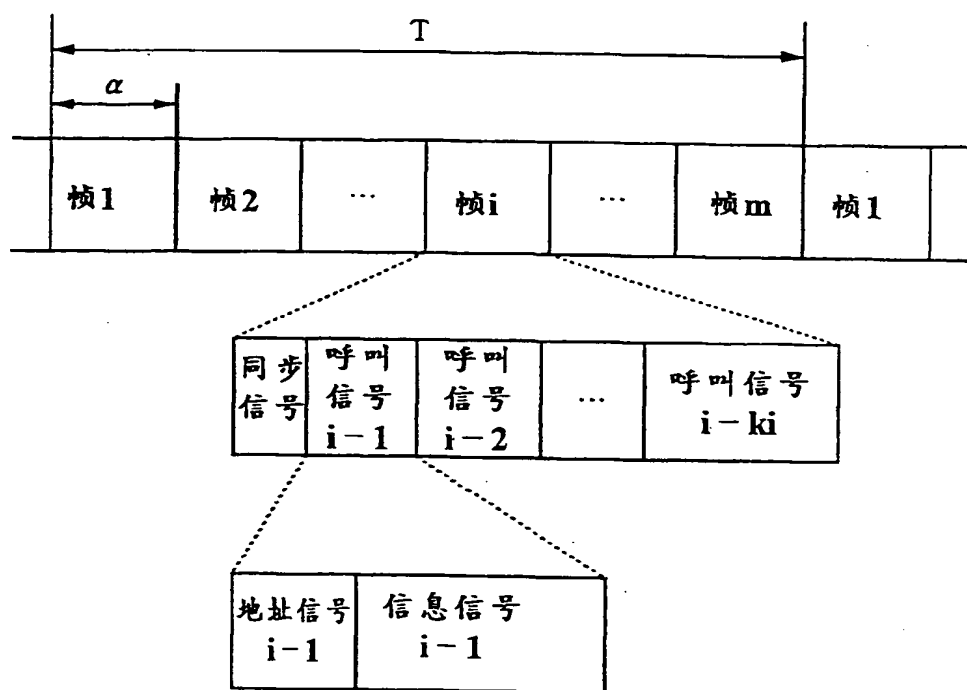 T
α
帧1 帧2 … 帧i … 帧m 帧1
同步
信号
呼叫
信号
i-1
呼叫
信号
i-2
…
呼叫信号
i-ki
地址信号
i-1
信息信号
i-1